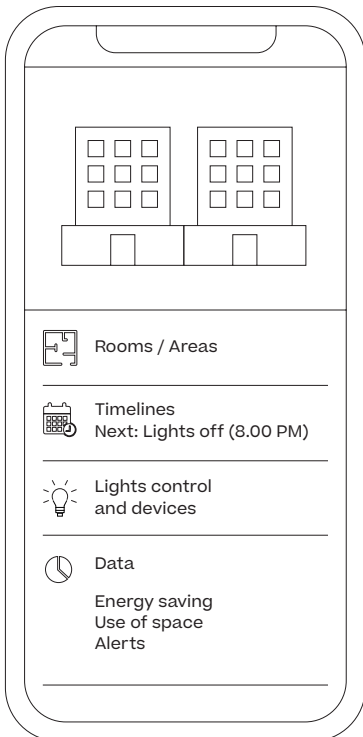 Rooms / Areas
Timelines
Next: Lights off (8.00 PM)
Lights control
and devices
Data
Energy saving
Use of space
Alerts